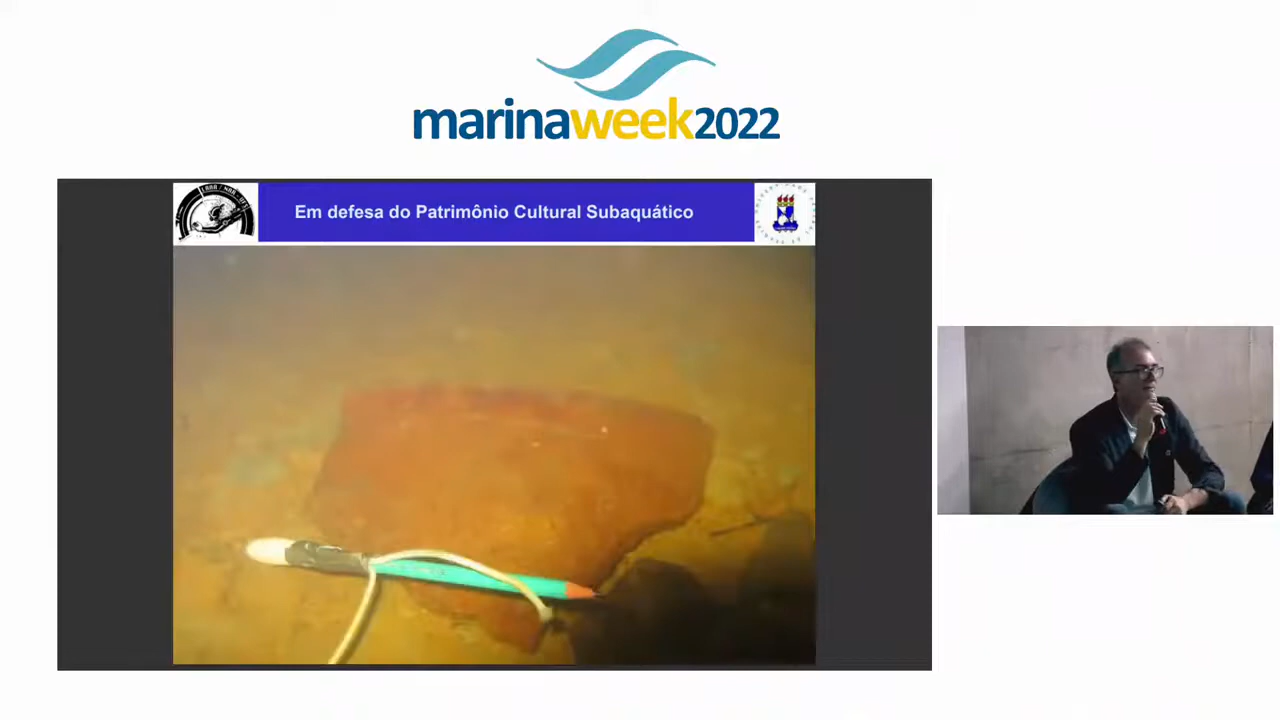 marinaweek2022
Em defesa do Patrimônio Cultural Subaquático